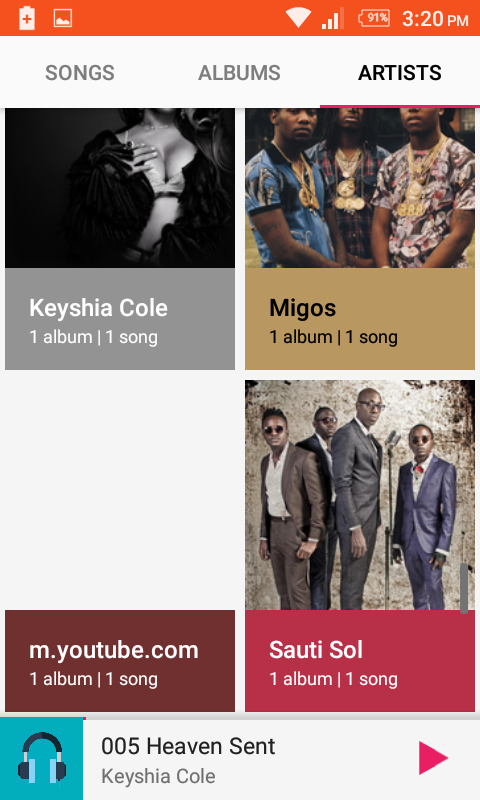 91%
3:20 PM
SONGS
ALBUMS
ARTISTS
Keyshia Cole
1 album | 1 song
Migos
1 album | 1 song
m.youtube.com
1 album | 1 song
Sauti Sol
1 album | 1 song
005 Heaven Sent
Keyshia Cole